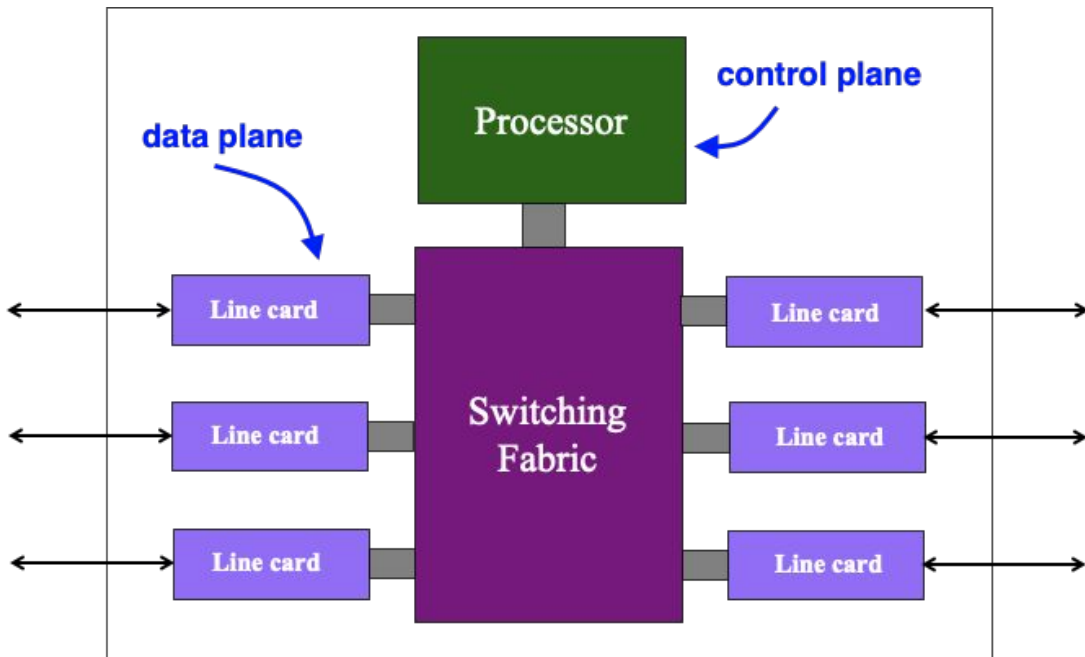 control plane
Processor
data plane
Line card
Line card
Switching
Fabric
Line card
Line card
Line card
Line card